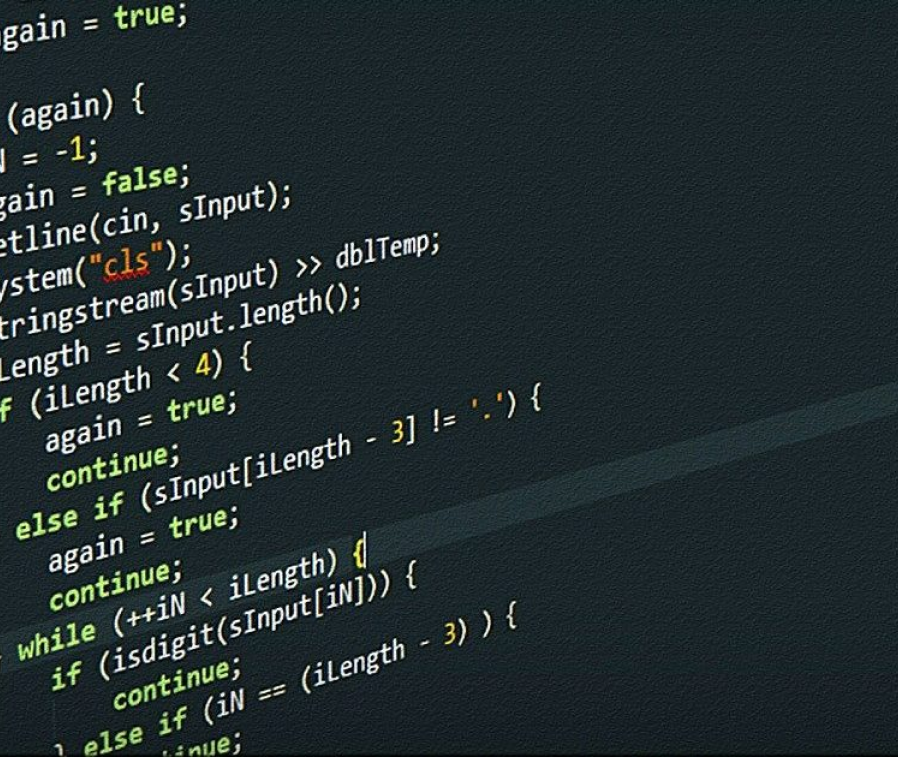 gain = true;
(again) {
N = -1;
gain = false;
etline(cin, sInput);
ystem("cls");
tringstream(sInput) >> dblTemp;
Length = sInput.length();
f (iLength < 4) {
again = true;
continue;
else if (sInput[iLength - 3] != '.') {
again = true;
continue;
while (++iN < iLength) {
if (isdigit(sInput[iN])) {
continue;
} else if (iN == (iLength - 3) ) {
tinue;